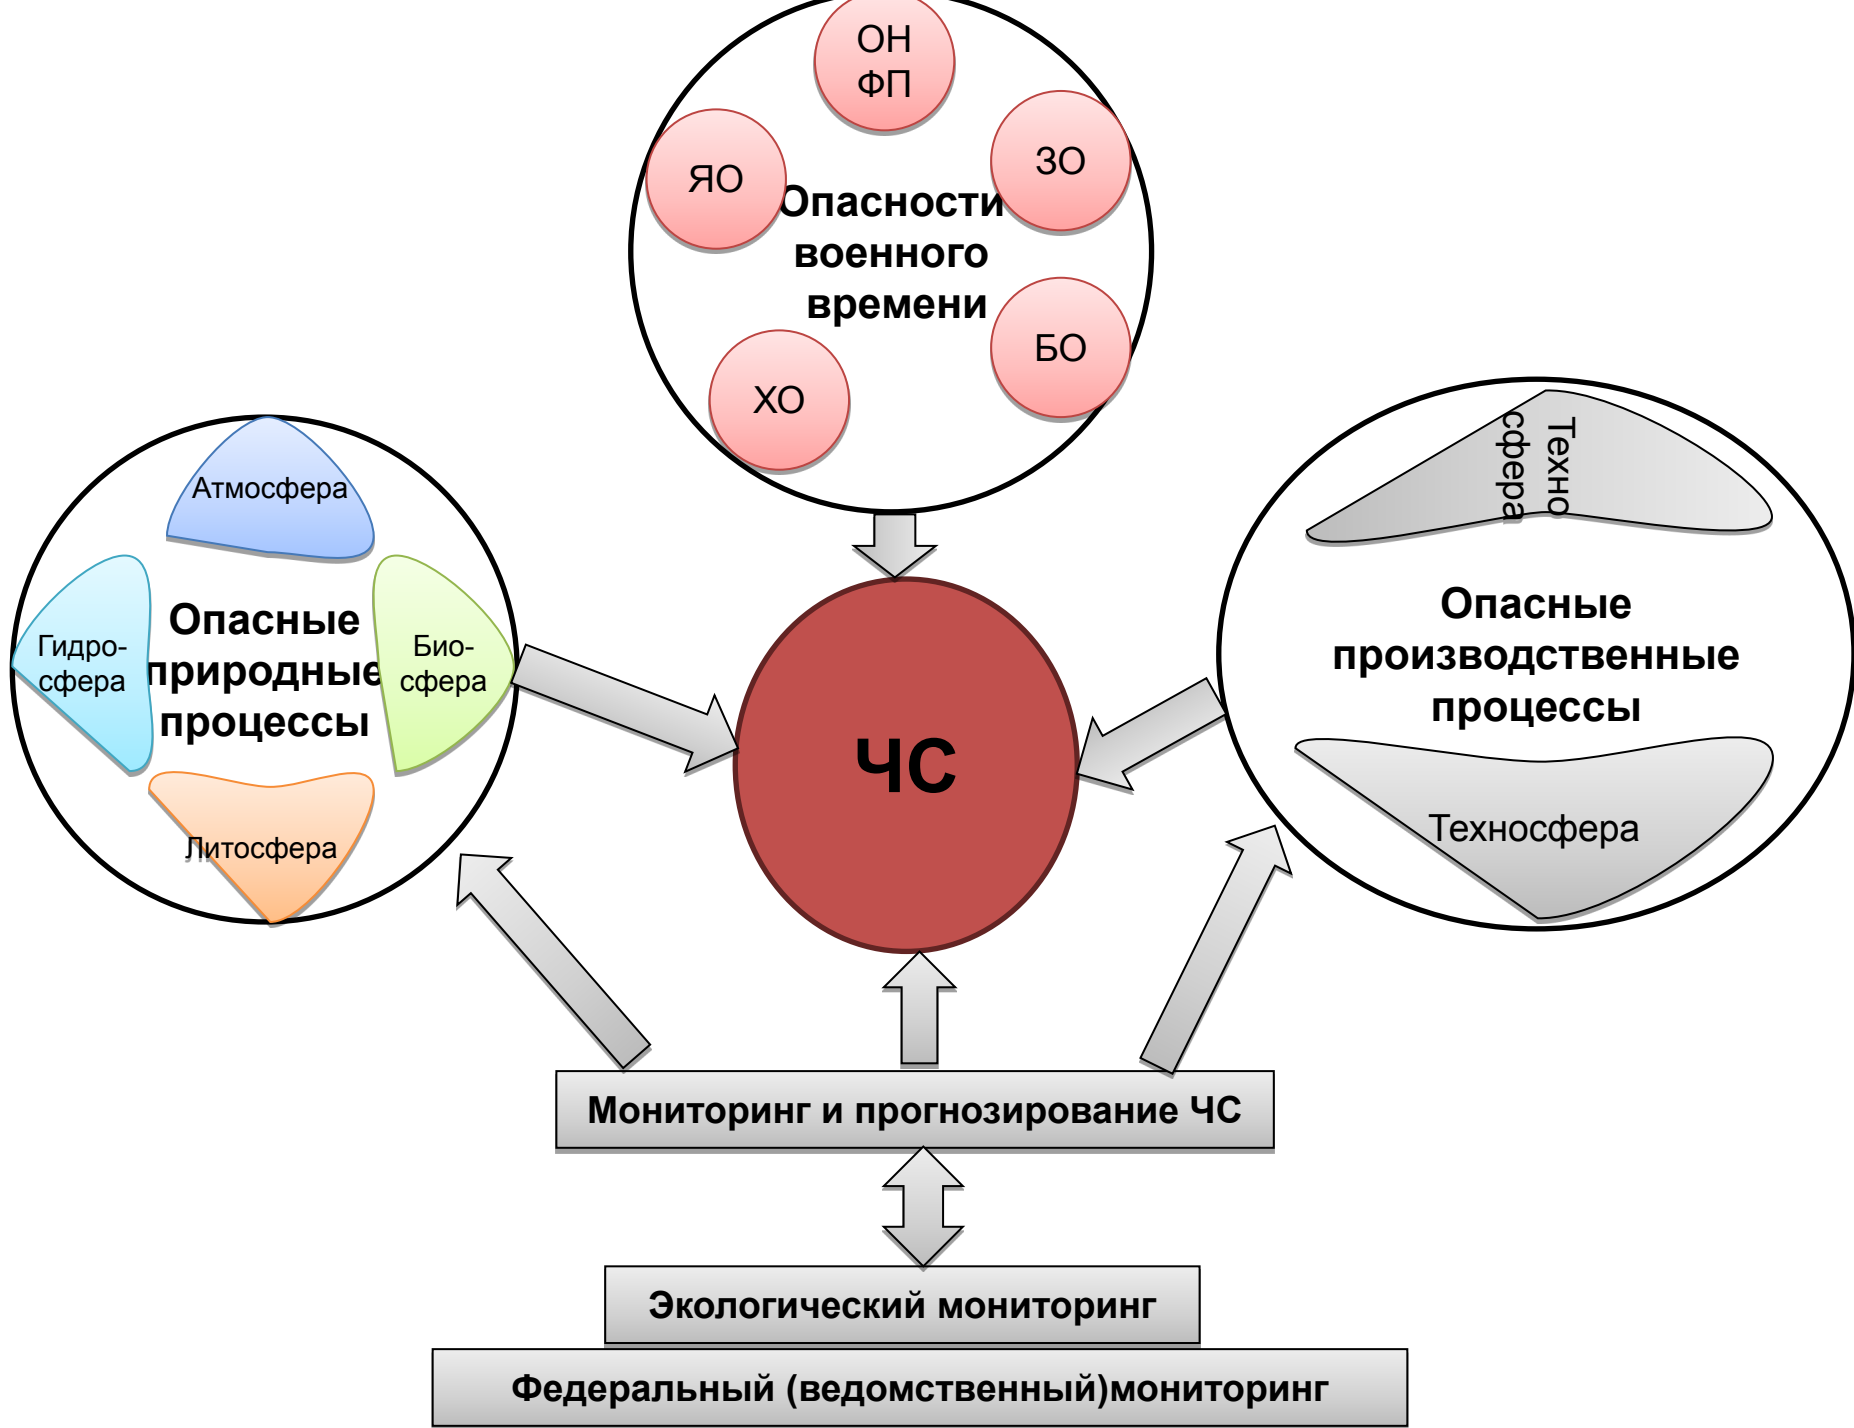 ОН
ФП
ЯО
ЗО
Опасности
военного
времени
БО
ХО
Атмосфера
Гидро-
сфера
Опасные
природные
процессы
Био-
сфера
Литосфера
ЧС
Техно
сфера
Опасные
производственные
процессы
Техносфера
Мониторинг и прогнозирование ЧС
Экологический мониторинг
Федеральный (ведомственный)мониторинг